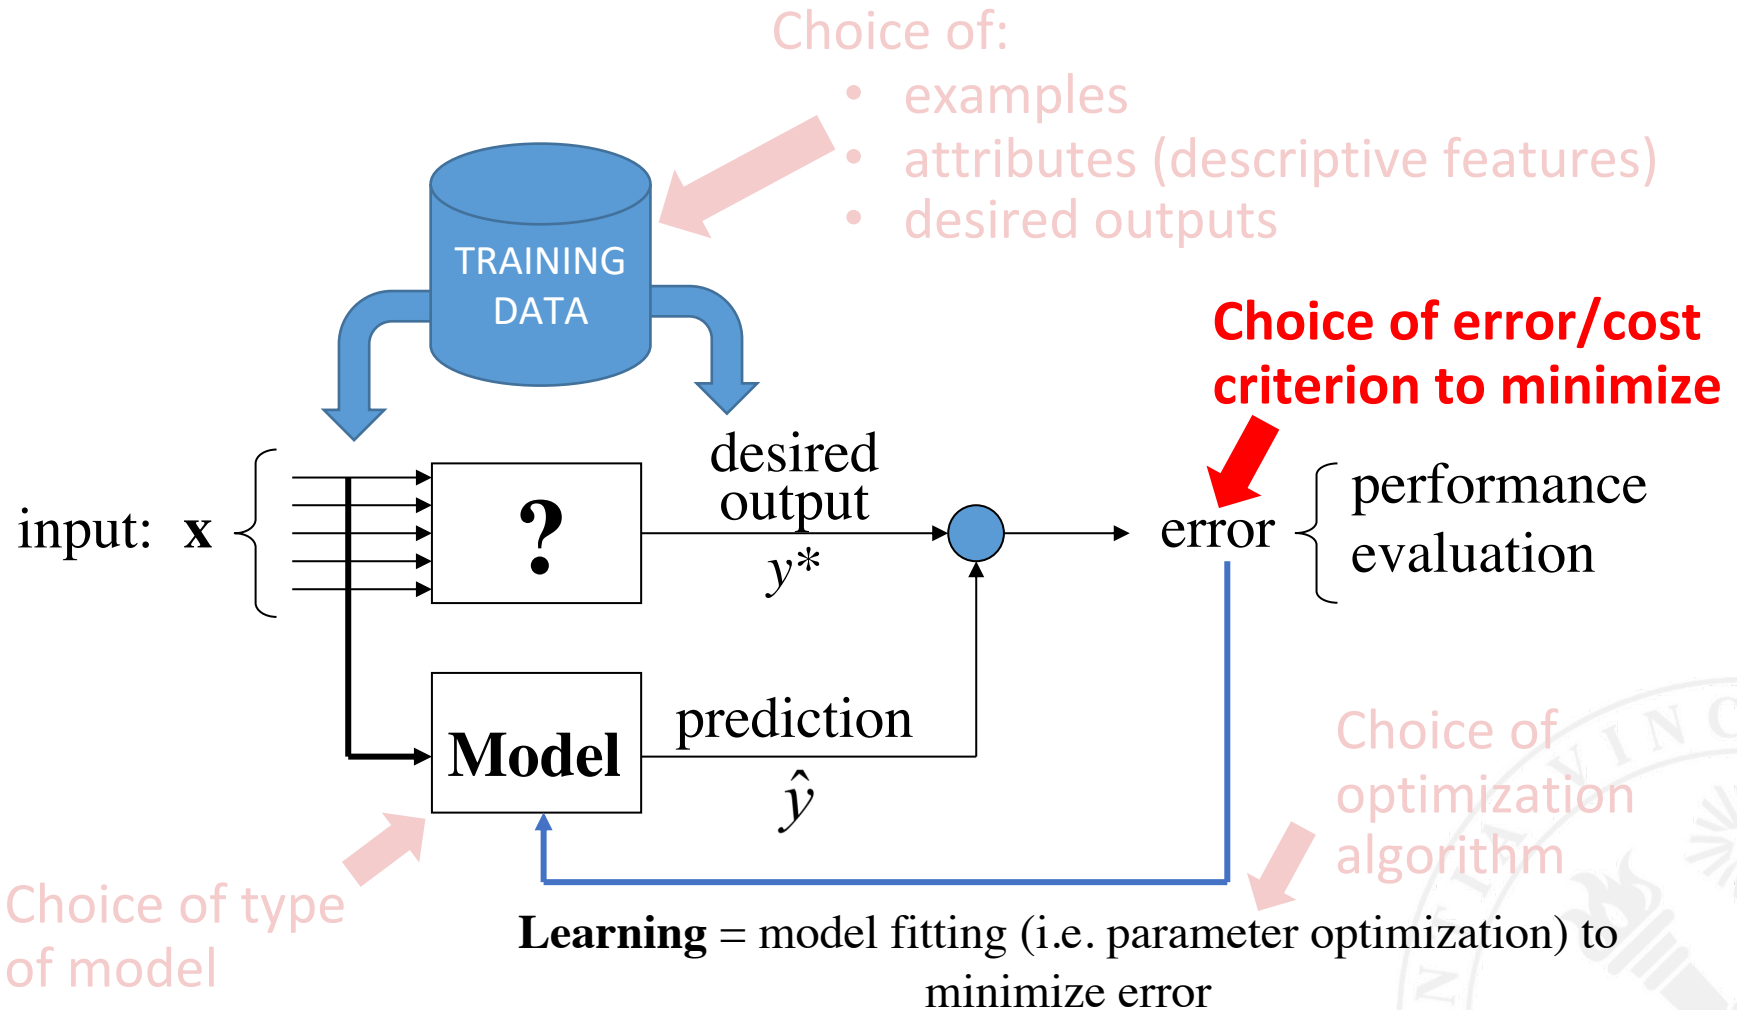 Choice of:
• examples
• attributes (descriptive features)
• desired outputs
TRAINING
DATA
Choice of error/cost
criterion to minimize
input: x
?
desired
output
y*
error
performance
evaluation
Model
prediction
ŷ
Choice of
optimization
algorithm
Choice of type
of model
Learning = model fitting (i.e. parameter optimization) to
minimize error